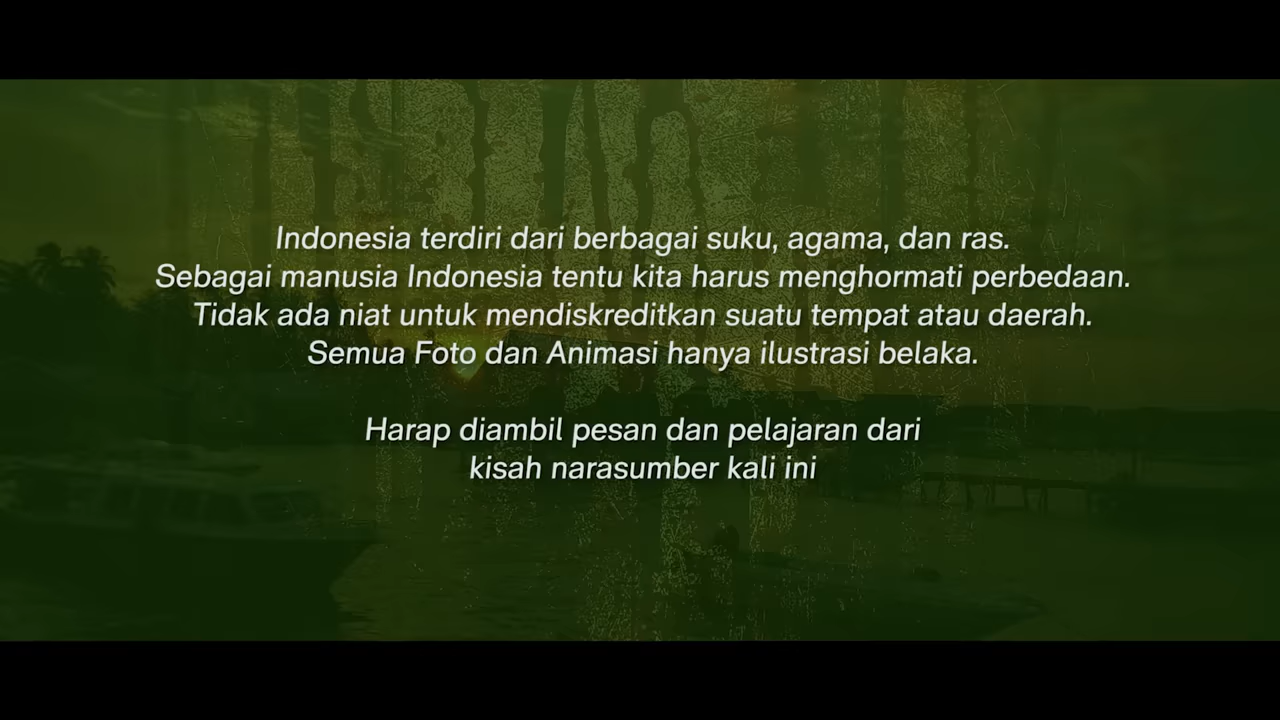 Indonesia terdiri dari berbagai suku, agama, dan ras.
Sebagai manusia Indonesia tentu kita harus menghormati perbedaan.
Tidak ada niat untuk mendiskreditkan suatu tempat atau daerah.
Semua Foto dan Animasi hanya ilustrasi belaka.
Harap diambil pesan dan pelajaran dari
kisah narasumber kali ini